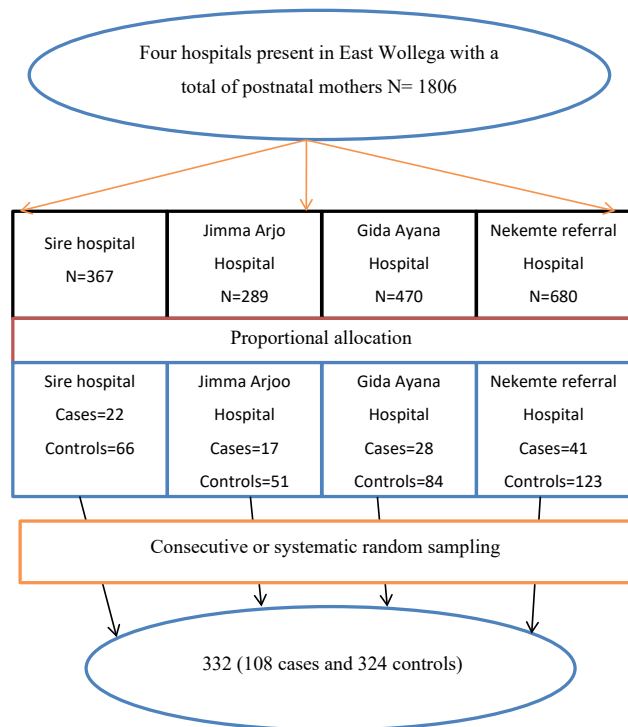 Four hospitals present in East Wollega with a
total of postnatal mothers N= 1806
Sire hospital
N=367
Jimma Arjo
Hospital
N=289
Gida Ayana
Hospital
N=470
Nekemte referral
Hospital
N=680
Proportional allocation
Sire hospital
Cases=22
Controls=66
Jimma Arjoo
Hospital
Cases=17
Controls=51
Gida Ayana
Hospital
Cases=28
Controls=84
Nekemte referral
Hospital
Cases=41
Controls=123
Consecutive or systematic random sampling
332 (108 cases and 324 controls)